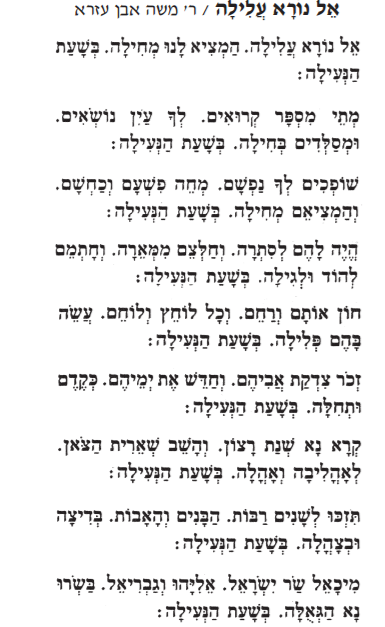 אֵל נוֹרָא עֲלִילָה / ר׳ משה אבן עזרא
אֵל נוֹרָא עֲלִילָה. הַמְצִיא לָנוּ מְחִילָה. בְּשָׁעַת
הַנְּעִילָה:
מְתֵי מִסְפָּר קְרוּאִים. לְךָ עַיִן נוֹשְׂאִים.
וּמְסַלְּדִים בְּחִילָה. בְּשָׁעַת הַנְּעִילָה:
שׁוֹפְכִים לְךָ נַפְשָׁם. מְחֵה פִשְׁעָם וְכַחְשָׁם.
וְהַמְצִיאֵם מְחִילָה. בְּשָׁעַת הַנְּעִילָה:
הֱיֵה לָהֶם לְסִתְרָה. וְחַלְּצֵם מִמְּאֵרָה. וְחָתְמֵם
לְהוֹד וּלְגִילָה. בְּשָׁעַת הַנְּעִילָה:
חוֹן אוֹתָם וְרַחֵם. וְכָל לוֹחֵץ וְלוֹחֵם. עֲשֵׂה
בָּהֶם פְּלִילָה. בְּשָׁעַת הַנְּעִילָה:
זְכֹר צִדְקַת אֲבִיהֶם. וְחַדֵּשׁ אֶת יְמֵיהֶם. כְּקֶדֶם
וּתְחִלָּה. בְּשָׁעַת הַנְּעִילָה:
קְרָא נָא שְׁנַת רָצוֹן. וְהָשֵׁב שְׁאֵרִית הַצֹּאן.
לְאָהֳלִיבָה וְאָהֳלָה. בְּשָׁעַת הַנְּעִילָה:
תִּזְכּוּ לְשָׁנִים רַבּוֹת. הַבָּנִים וְהָאָבוֹת. בְּדִיצָה
וּבְצָהֳלָה. בְּשָׁעַת הַנְּעִילָה:
מִיכָאֵל שַׂר יִשְׂרָאֵל. אֵלִיָּהוּ וְגַבְרִיאֵל. בַּשְּׂרוּ
נָא הַגְּאֻלָּה. בְּשָׁעַת הַנְּעִילָה: